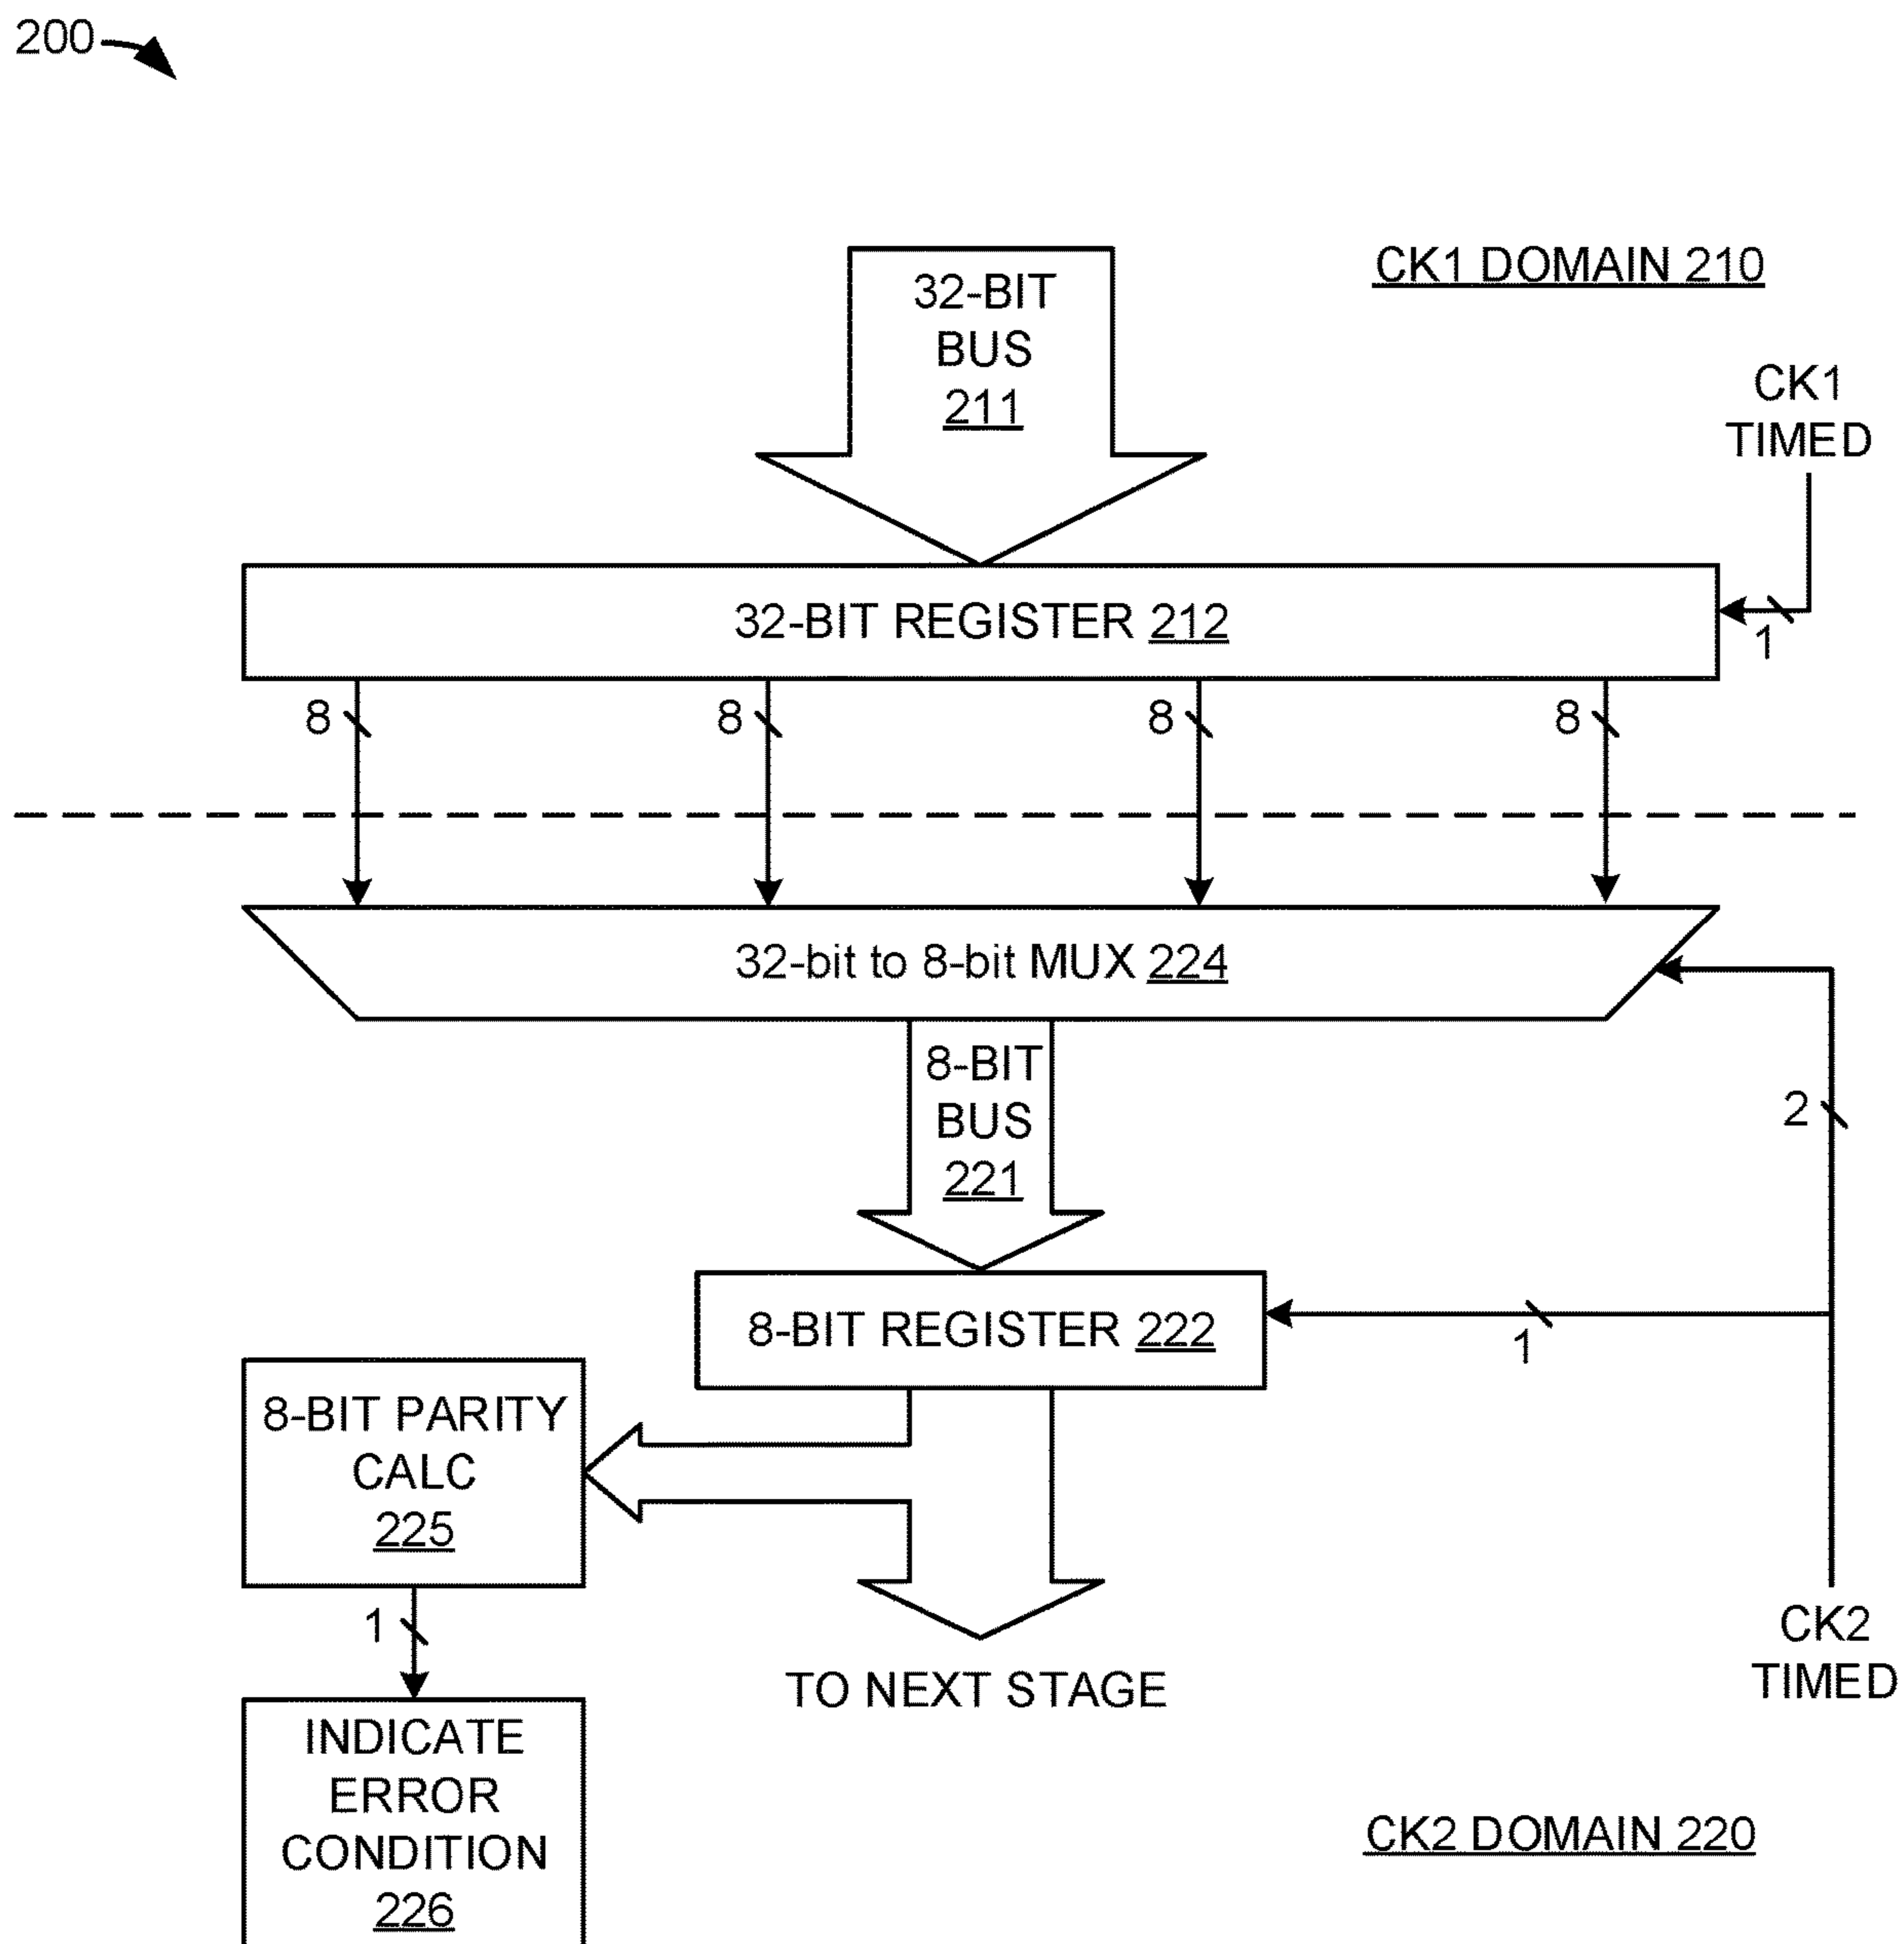 200
CK1 DOMAIN 210
32-BIT
BUS
211
CK1
TIMED
32-BIT REGISTER 212
1
8
8
8
8
32-bit to 8-bit MUX 224
8-BIT
BUS
221
2
8-BIT REGISTER 222
1
8-BIT PARITY
CALC
225
1
TO NEXT STAGE
CK2
TIMED
INDICATE
ERROR
CONDITION
226
CK2 DOMAIN 220